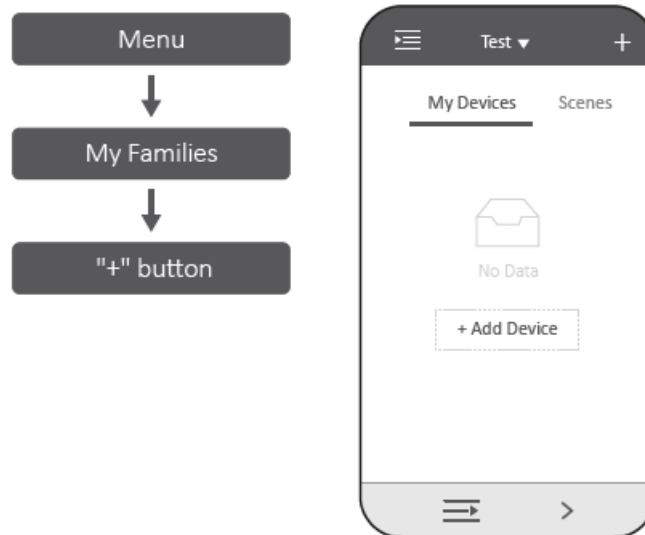 Menu
My Families
"+" button
Test ▼ +
My Devices Scenes
No Data
+ Add Device